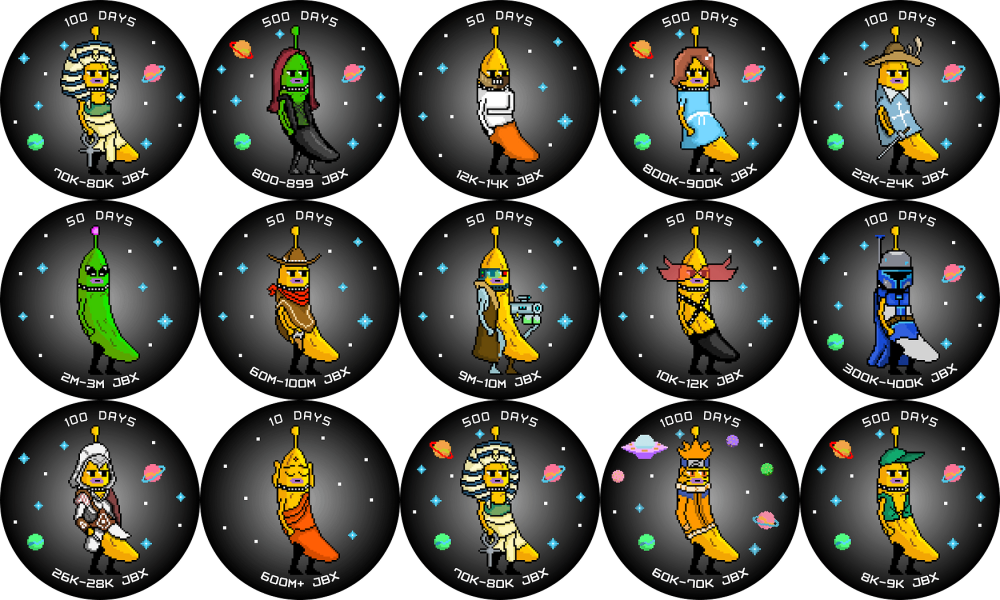 100 DAYS
70K-80K JBX
500 DAYS
800-899 JBX
50 DAYS
12K-14K JBX
500 DAYS
800K-900K JBX
100 DAYS
22K-24K JBX
50 DAYS
2M-3M JBX
50 DAYS
60M-100M JBX
50 DAYS
9M-10M JBX
50 DAYS
10K-12K JBX
100 DAYS
300K-400K JBX
100 DAYS
26K-28K JBX
10 DAYS
600M+ JBX
500 DAYS
70K-80K JBX
1000 DAYS
60K-70K JBX
500 DAYS
8K-9K JBX